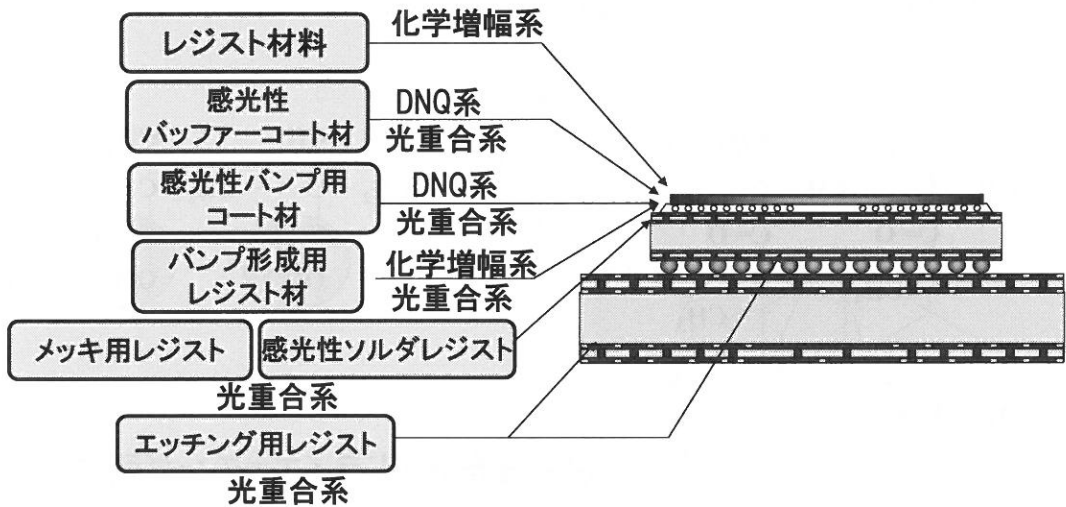 レジスト材料
化学増幅系
感光性
バッファーコート材
DNQ系
光重合系
感光性バンプ用
コート材
DNQ系
光重合系
バンプ形成用
レジスト材
化学増幅系
光重合系
メッキ用レジスト
感光性ソルダレジスト
光重合系
エッチング用レジスト
光重合系